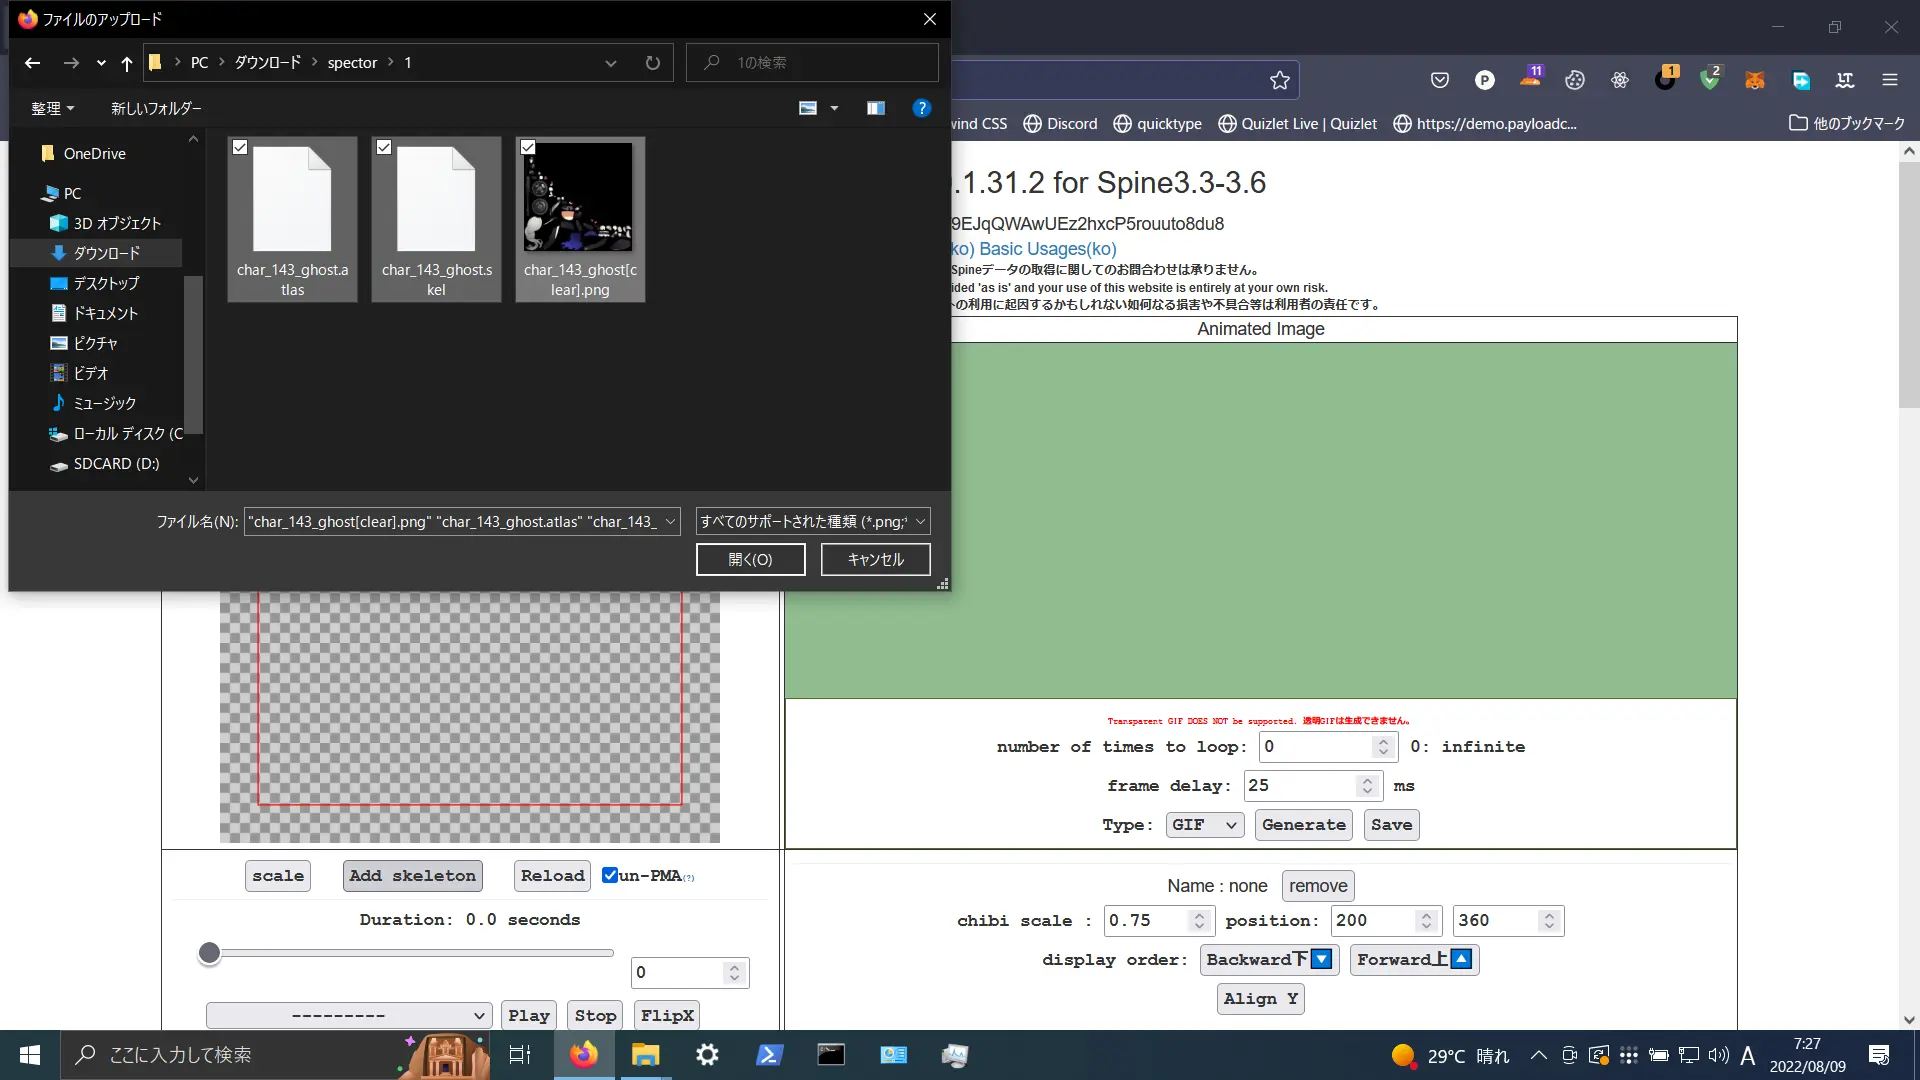 ファイルのアップロード
PC
ダウンロード
spector
1
1の検索
整理
新しいフォルダー
OneDrive
PC
3D オブジェクト
ダウンロード
デスクトップ
ドキュメント
ピクチャ
ビデオ
ミュージック
ローカル ディスク (C
SDCARD (D:)
char_143_ghost.a
tlas
char_143_ghost.s
kel
char_143_ghost[c
lear].png
ファイル名(N):
"char_143_ghost[clear].png" "char_143_ghost.atlas" "char_143_
すべてのサポートされた種類 (*.png;*
開く(O)
キャンセル
11
1
2
wind CSS
Discord
quicktype
Quizlet Live | Quizlet
https://demo.payloadc...
他のブックマーク
.1.31.2 for Spine3.3-3.6
9EJqQWAwUEz2hxcP5rouuto8du8
ko) Basic Usages(ko)
Spineデータの取得に関してのお問合わせは承りません。
ided 'as is' and your use of this website is entirely at your own risk.
トの利用に起因するかもしれない如何なる損害や不具合等は利用者の責任です。
Animated Image
Transparent GIF DOES NOT be supported. 透明GIFは生成できません。
number of times to loop: 0 0: infinite
frame delay: 25 ms
Type: GIF Generate Save
scale Add skeleton Reload un-PMA(?)
Duration: 0.0 seconds
0
--------- Play Stop FlipX
Name : none remove
chibi scale : 0.75 position: 200 360
display order: Backward下 Forward上
Align Y
ここに入力して検索
29°C 晴れ
A
7:27
2022/08/09